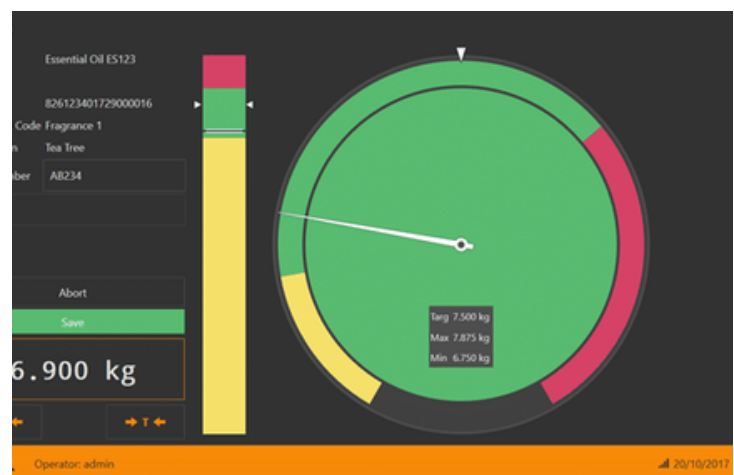 Essential Oil ES123
826123401729000016
Code Fragrance 1
n Tea Tree
ber AB234
Abort
Save
6.900 kg
T
Targ 7.500 kg
Max 7.875 kg
Min 6.750 kg
Operator: admin
20/10/2017